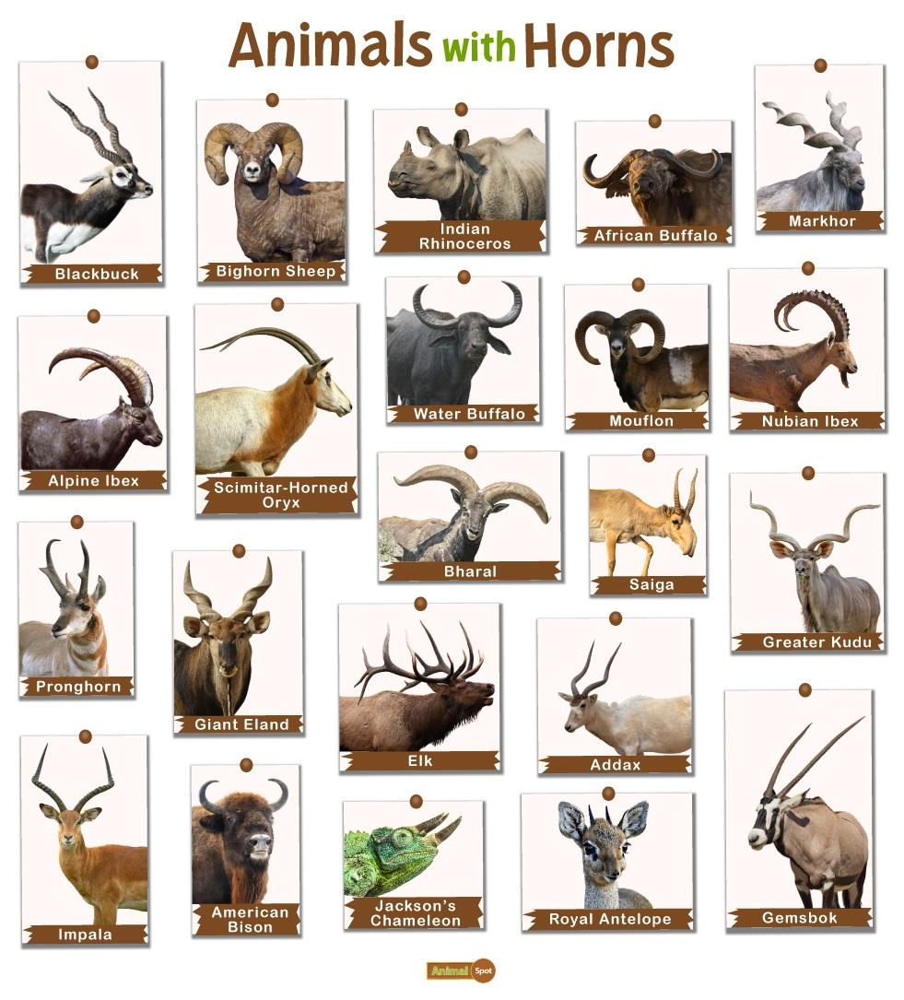 Animals with Horns
Blackbuck
Bighorn Sheep
Indian
Rhinoceros
African Buffalo
Markhor
Alpine Ibex
Scimitar-Horned
Oryx
Water Buffalo
Mouflon
Nubian Ibex
Bharal
Saiga
Greater Kudu
Pronghorn
Giant Eland
Elk
Addax
Impala
American
Bison
Jackson's
Chameleon
Royal Antelope
Gemsbok
Animal Spot